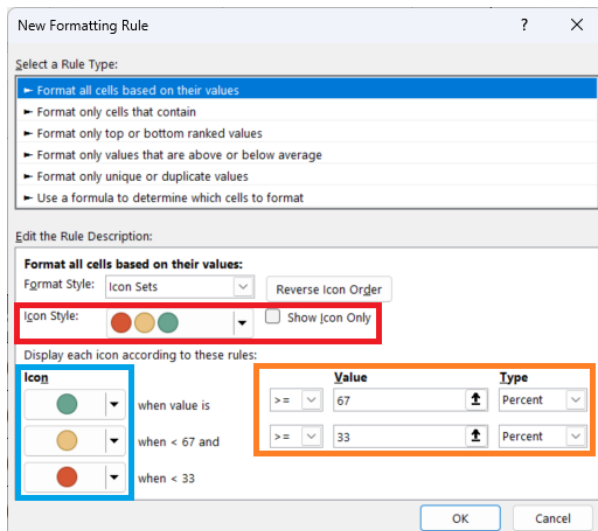 New Formatting Rule ? ×
Select a Rule Type:
► Format all cells based on their values
► Format only cells that contain
► Format only top or bottom ranked values
► Format only values that are above or below average
► Format only unique or duplicate values
► Use a formula to determine which cells to format
Edit the Rule Description:
Format all cells based on their values:
Format Style: Icon Sets Reverse Icon Order
Icon Style: Show Icon Only
Display each icon according to these rules:
Icon Value Type
when value is >= 67 Percent
when < 67 and >= 33 Percent
when < 33
OK Cancel